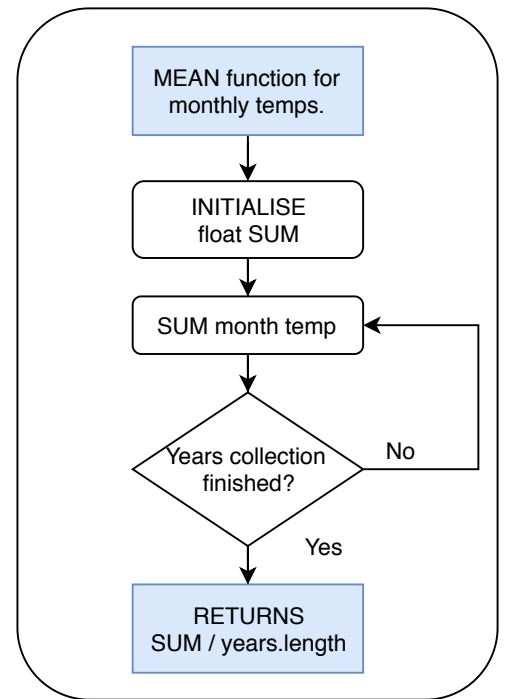 MEAN function for
monthly temps.
INITIALISE
float SUM
SUM month temp
Years collection
finished?
No
Yes
RETURNS
SUM / years.length